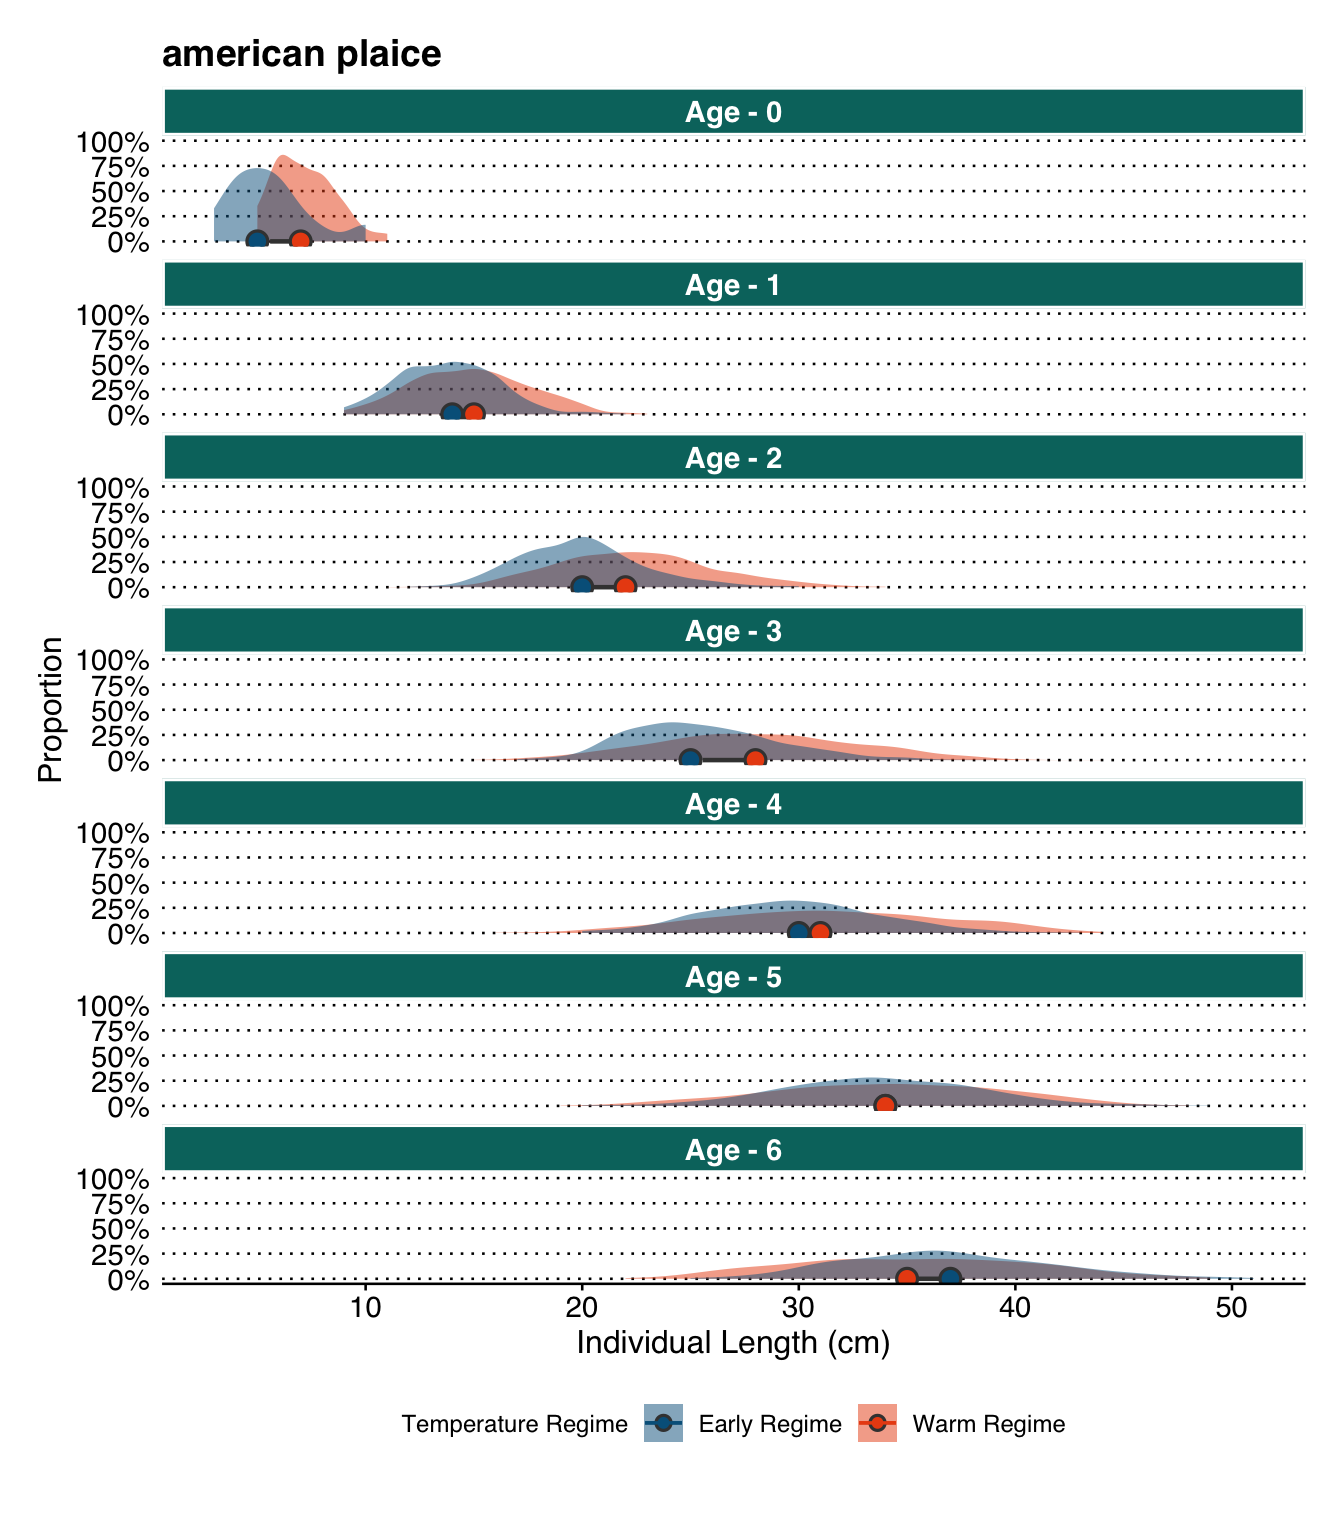 american plaice
Age - 0
100%
75%
50%
25%
0%
Age - 1
100%
75%
50%
25%
0%
Age - 2
100%
75%
50%
25%
0%
Age - 3
100%
75%
50%
25%
0%
Proportion
Age - 4
100%
75%
50%
25%
0%
Age - 5
100%
75%
50%
25%
0%
Age - 6
100%
75%
50%
25%
0%
10 20 30 40 50
Individual Length (cm)
Temperature Regime Early Regime Warm Regime